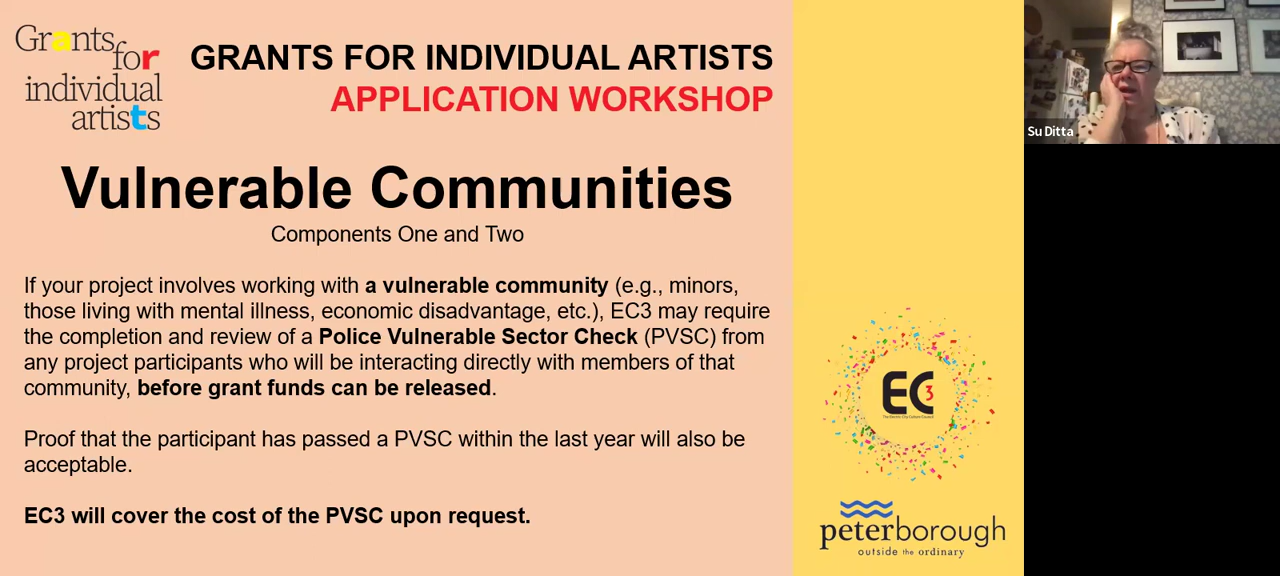 Grants
for
individual
artists
GRANTS FOR INDIVIDUAL ARTISTS
APPLICATION WORKSHOP
Vulnerable Communities
Components One and Two
If your project involves working with a vulnerable community (e.g., minors,
those living with mental illness, economic disadvantage, etc.), EC3 may require
the completion and review of a Police Vulnerable Sector Check (PVSC) from
any project participants who will be interacting directly with members of that
community, before grant funds can be released.
Proof that the participant has passed a PVSC within the last year will also be
acceptable.
EC3 will cover the cost of the PVSC upon request.
EC3
The Electric City Culture Council
peterborough
outside the ordinary
Su Ditta